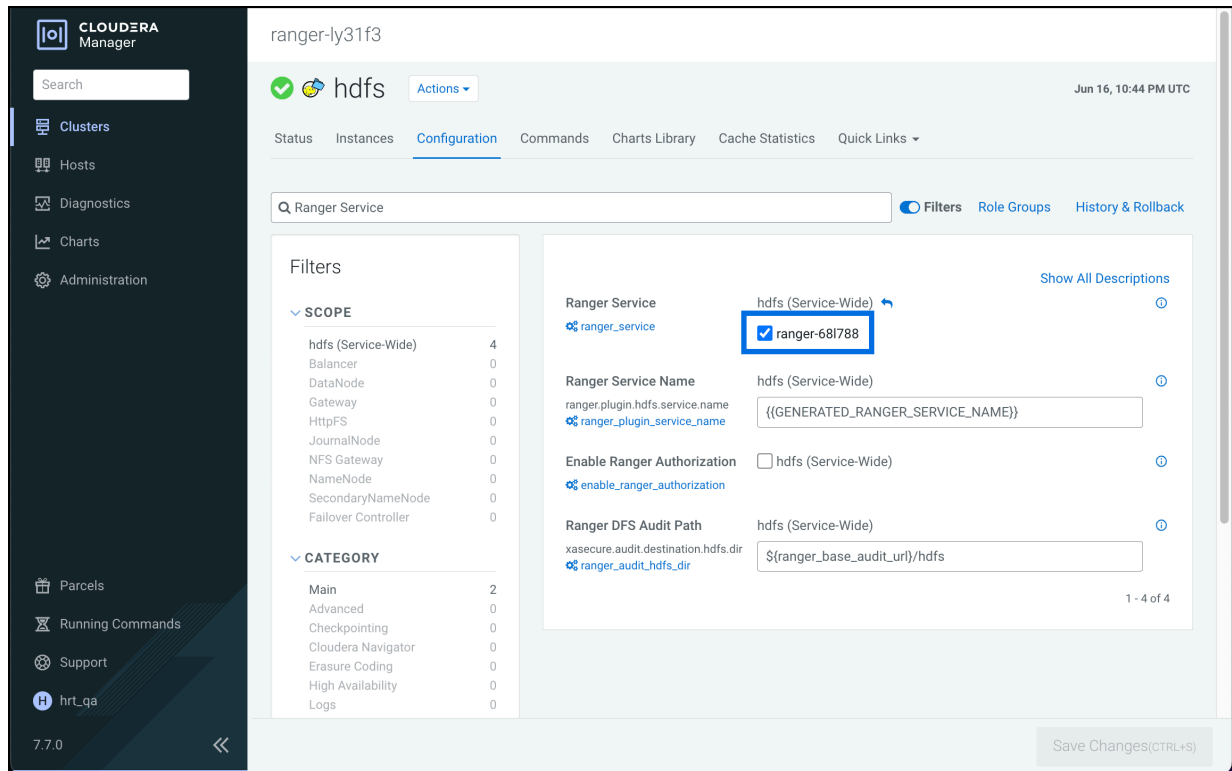 CLOUDERA
Manager
Search
Clusters
Hosts
Diagnostics
Charts
Administration
Parcels
Running Commands
Support
H hrt_qa
7.7.0
ranger-ly31f3
hdfs
Actions
Jun 16, 10:44 PM UTC
Status Instances Configuration Commands Charts Library Cache Statistics Quick Links
Ranger Service
Filters Role Groups History & Rollback
Filters
SCOPE
hdfs (Service-Wide) 4
Balancer 0
DataNode 0
Gateway 0
HttpFS 0
JournalNode 0
NFS Gateway 0
NameNode 0
SecondaryNameNode 0
Failover Controller 0
CATEGORY
Main 2
Advanced 0
Checkpointing 0
Cloudera Navigator 0
Erasure Coding 0
High Availability 0
Logs 0
Show All Descriptions
Ranger Service hdfs (Service-Wide)
ranger_service ranger-68l788
Ranger Service Name hdfs (Service-Wide)
ranger.plugin.hdfs.service.name {{GENERATED_RANGER_SERVICE_NAME}}
ranger_plugin_service_name
Enable Ranger Authorization hdfs (Service-Wide)
enable_ranger_authorization
Ranger DFS Audit Path hdfs (Service-Wide)
xasecure.audit.destination.hdfs.dir ${ranger_base_audit_url}/hdfs
ranger_audit_hdfs_dir
1 - 4 of 4
Save Changes(CTRL+S)